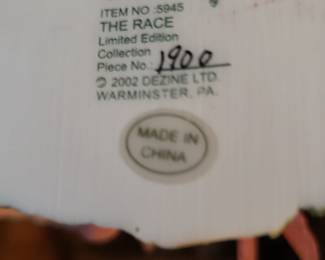 ITEM NO :5945
THE RACE
Limited Edition
Collection
Piece No.: 1900
© 2002 DEZINE LTD.
WARMINSTER, PA.
MADE IN
CHINA